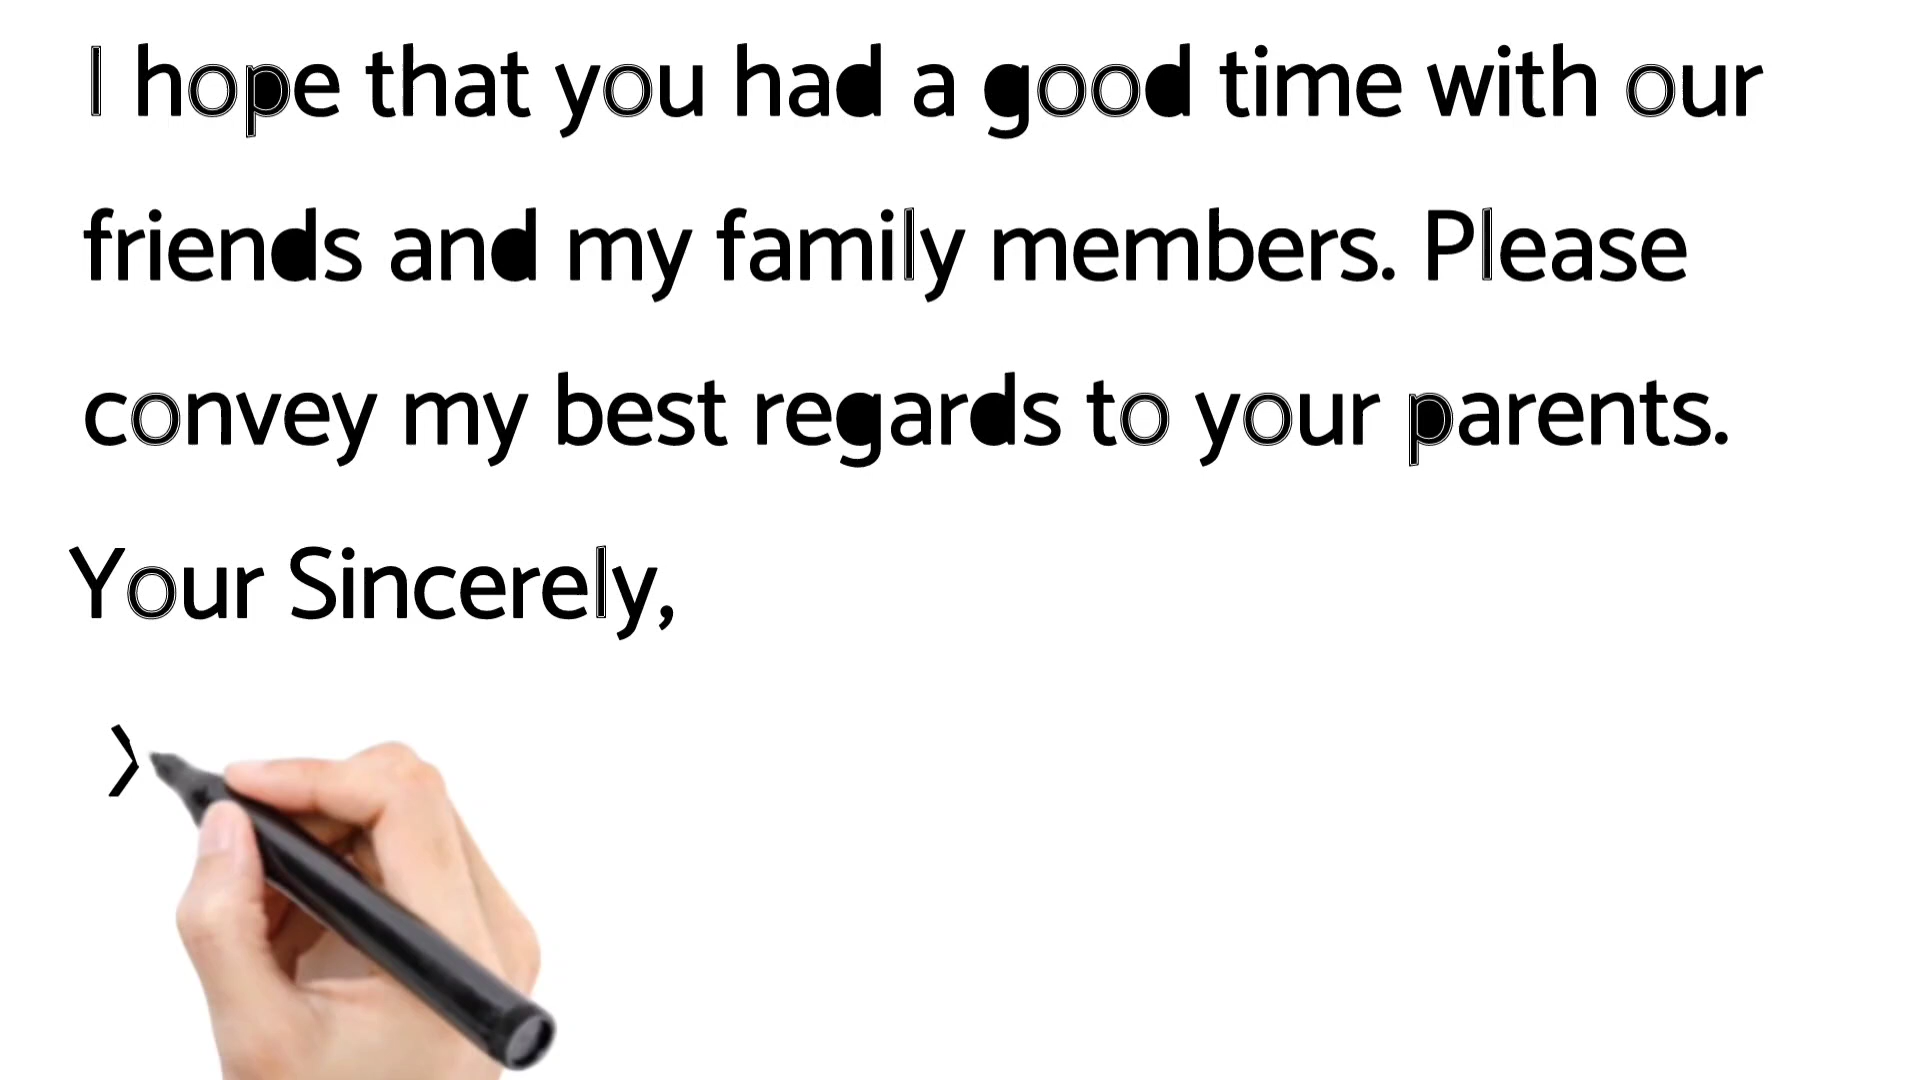 I hope that you had a good time with our
friends and my family members. Please
convey my best regards to your parents.
Your Sincerely,